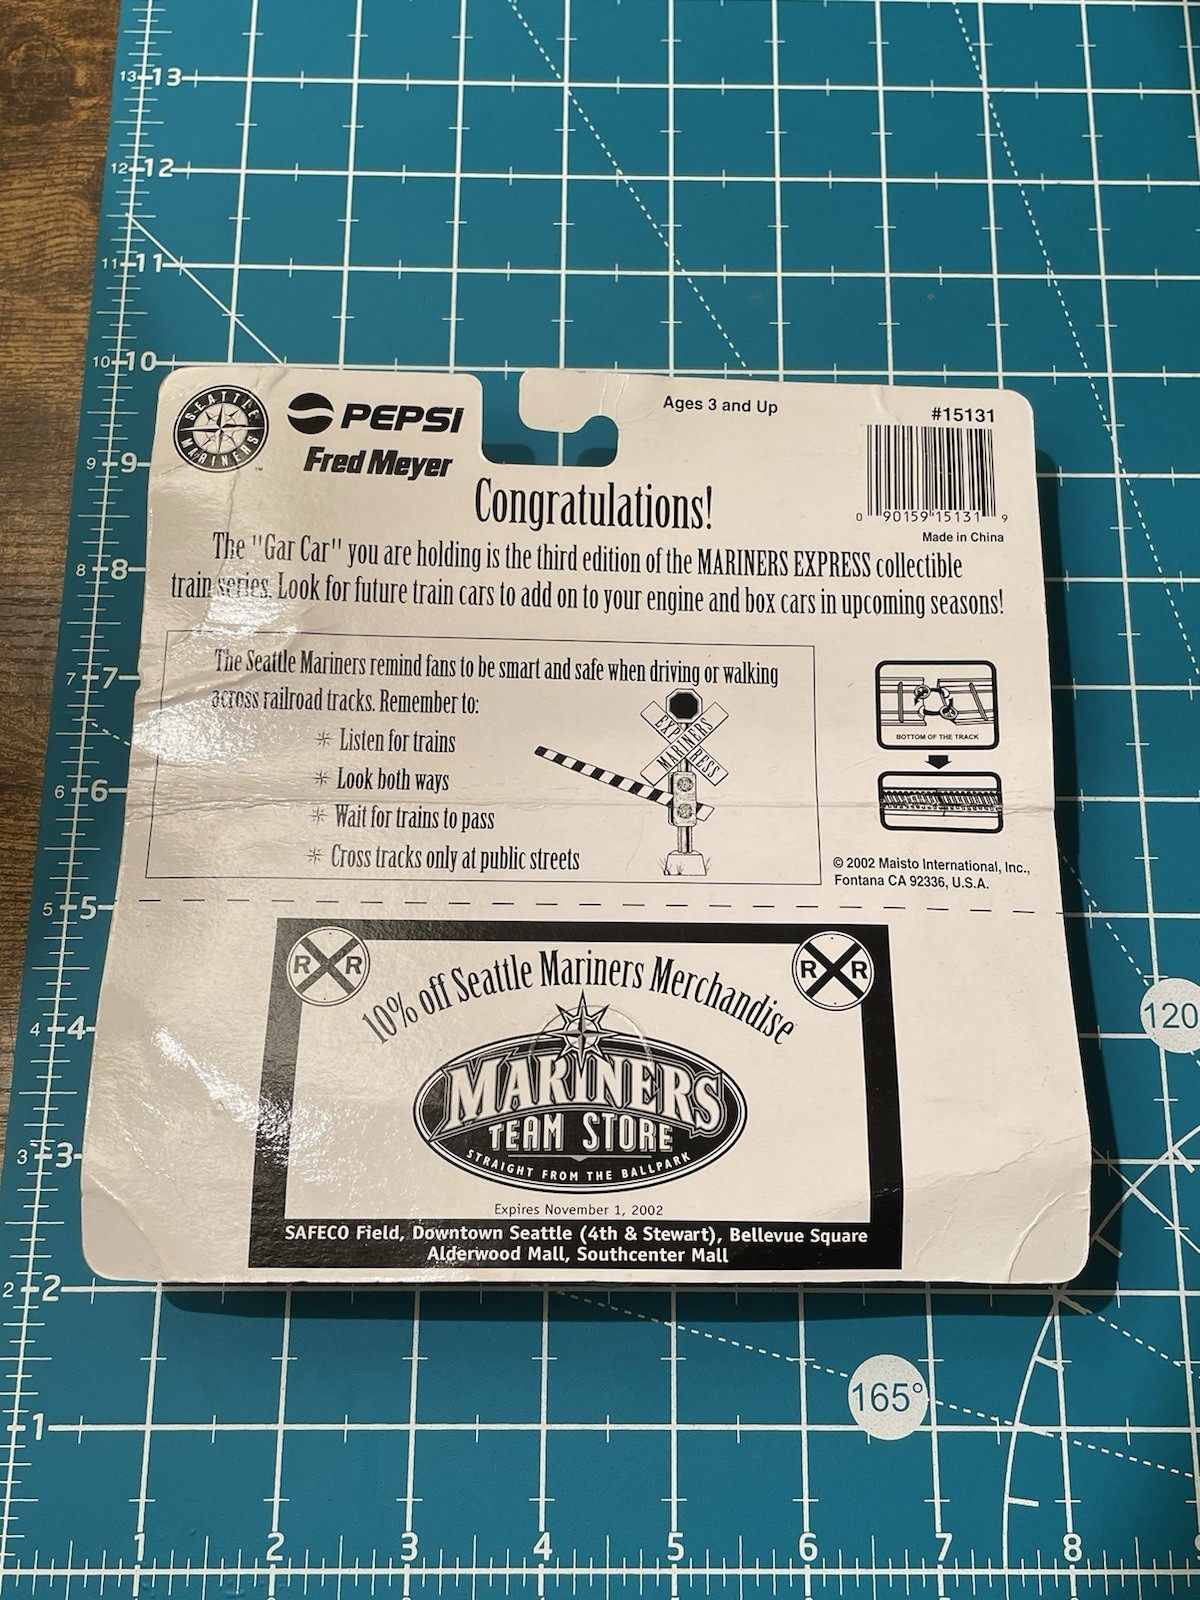 13 13
12 12
11 11
10 10
SEATTLE MARINERS ™
PEPSI
Fred Meyer
Ages 3 and Up
#15131
0 90159 15131 9
Made in China
9 9
Congratulations!
The "Gar Car" you are holding is the third edition of the MARINERS EXPRESS collectible
train series. Look for future train cars to add on to your engine and box cars in upcoming seasons!
8 8
The Seattle Mariners remind fans to be smart and safe when driving or walking
across railroad tracks. Remember to:
7 7
Listen for trains
Look both ways
Wait for trains to pass
Cross tracks only at public streets
EXPRESS
MARINERS
BOTTOM OF THE TRACK
6 6
© 2002 Maisto International, Inc.,
Fontana CA 92336, U.S.A.
5 5
R R
R R
10% off Seattle Mariners Merchandise
MARINERS
TEAM STORE
STRAIGHT FROM THE BALLPARK
Expires November 1, 2002
SAFECO Field, Downtown Seattle (4th & Stewart), Bellevue Square
Alderwood Mall, Southcenter Mall
4 4
120
3 3
2 2
165°
1
1 2 3 4 5 6 7 8